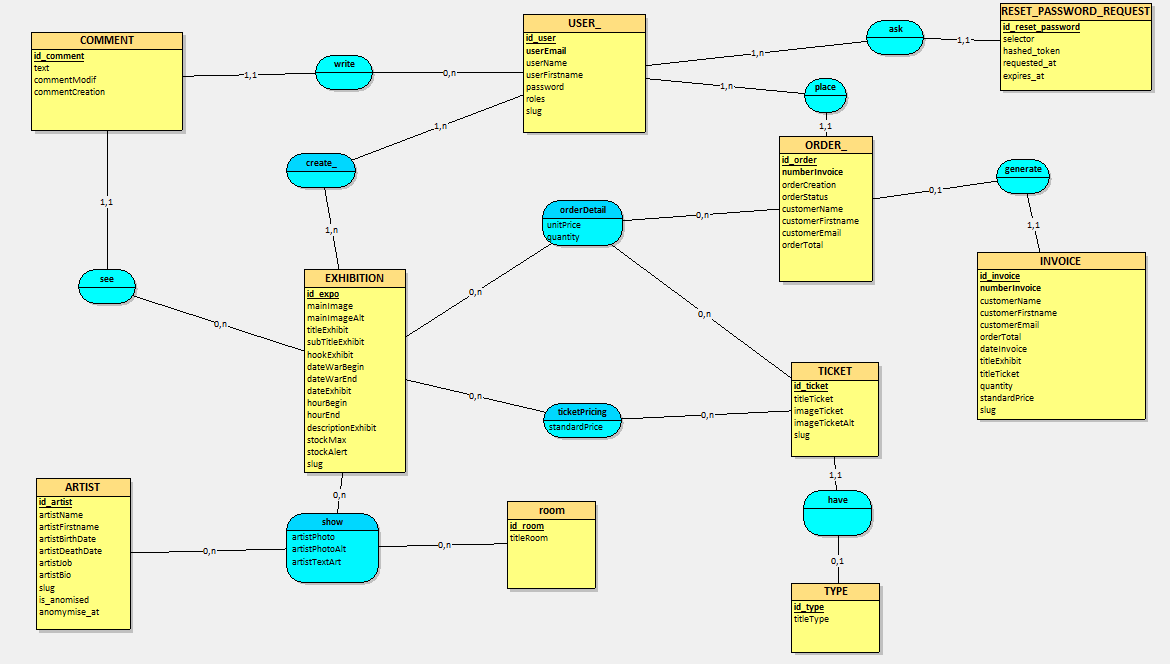 COMMENT
id_comment
text
commentModif
commentCreation
1,1
write
0,n
USER_
id_user
userEmail
userName
userFirstname
password
roles
slug
1,n
ask
1,1
RESET_PASSWORD_REQUEST
id_reset_password
selector
hashed_token
requested_at
expires_at
1,n
place
1,1
1,n
create_
1,n
ORDER_
id_order
numberInvoice
orderCreation
orderStatus
customerName
customerFirstname
customerEmail
orderTotal
0,1
generate
1,1
1,1
see
0,n
orderDetail
unitPrice
quantity
0,n
0,n
0,n
INVOICE
id_invoice
numberInvoice
customerName
customerFirstname
customerEmail
orderTotal
dateInvoice
titleExhibit
titleTicket
quantity
standardPrice
slug
EXHIBITION
id_expo
mainImage
mainImageAlt
titleExhibit
subTitleExhibit
hookExhibit
dateWarBegin
dateWarEnd
dateExhibit
hourBegin
hourEnd
descriptionExhibit
stockMax
stockAlert
slug
0,n
ticketPricing
standardPrice
0,n
TICKET
id_ticket
titleTicket
imageTicket
imageTicketAlt
slug
1,1
have
0,1
TYPE
id_type
titleType
ARTIST
id_artist
artistName
artistFirstname
artistBirthDate
artistDeathDate
artistJob
artistBio
slug
is_anomised
anomymise_at
0,n
0,n
show
artistPhoto
artistPhotoAlt
artistTextArt
0,n
room
id_room
titleRoom